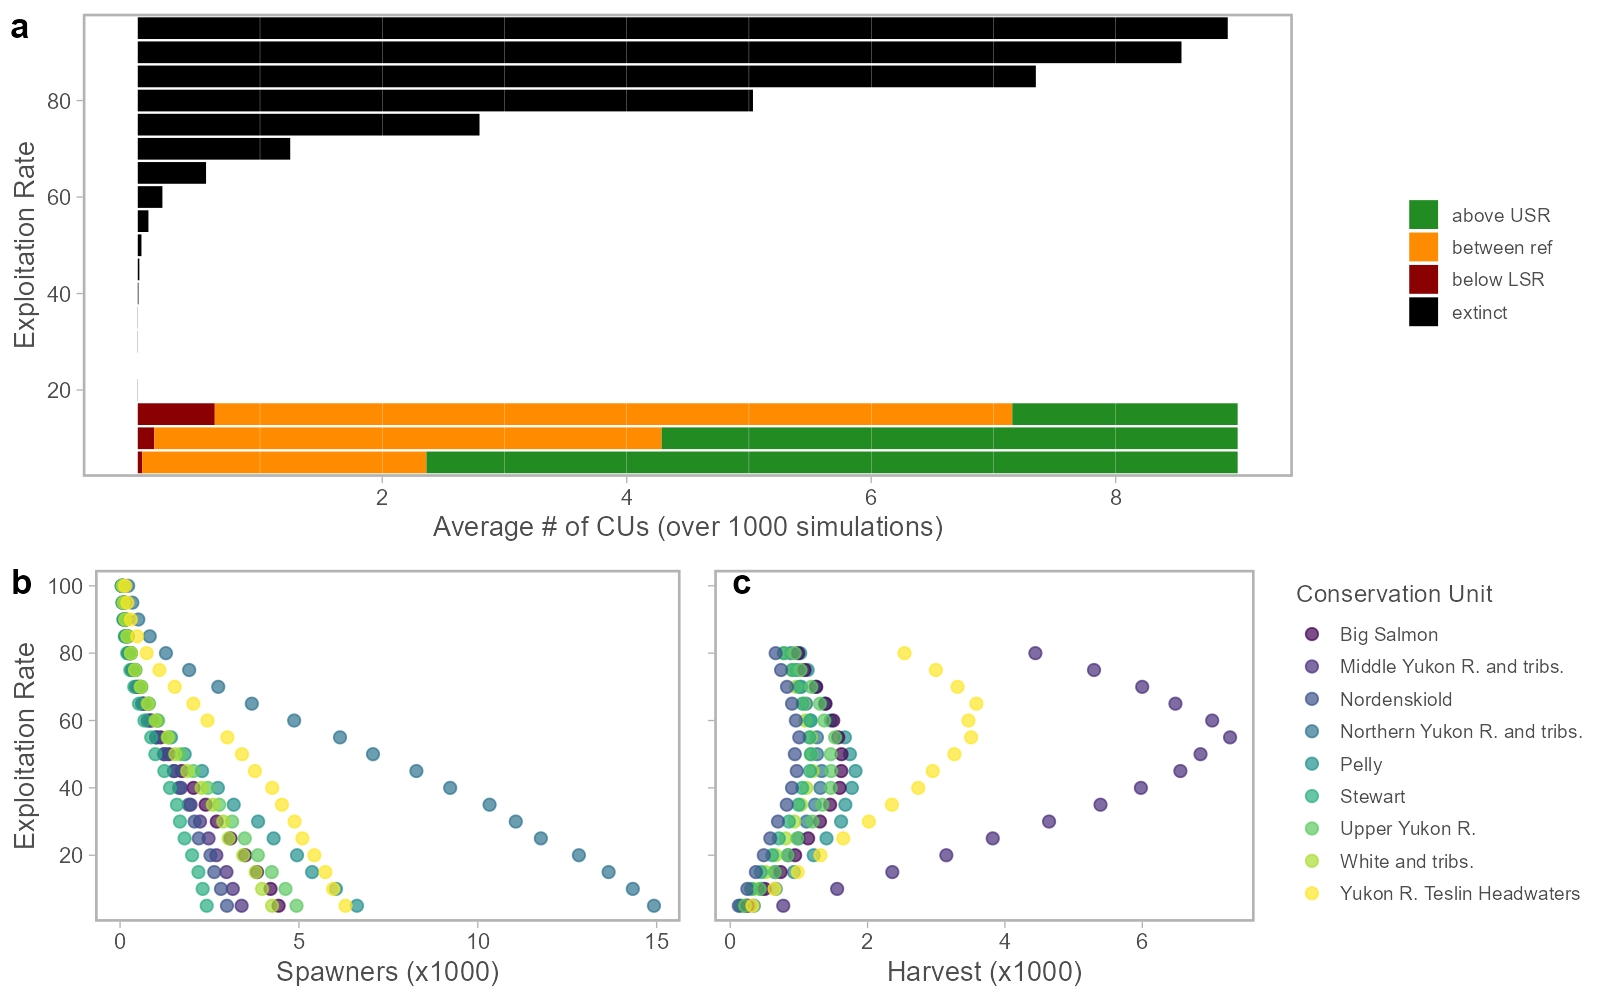 a
80
60
40
20
Exploitation Rate
2 4 6 8
Average # of CUs (over 1000 simulations)
above USR
between ref
below LSR
extinct
b
100
80
60
40
20
Exploitation Rate
0 5 10 15
Spawners (x1000)
c
0 2 4 6
Harvest (x1000)
Conservation Unit
Big Salmon
Middle Yukon R. and tribs.
Nordenskiold
Northern Yukon R. and tribs.
Pelly
Stewart
Upper Yukon R.
White and tribs.
Yukon R. Teslin Headwaters